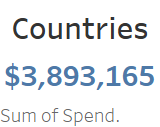 Countries
$3,893,165
Sum of Spend.